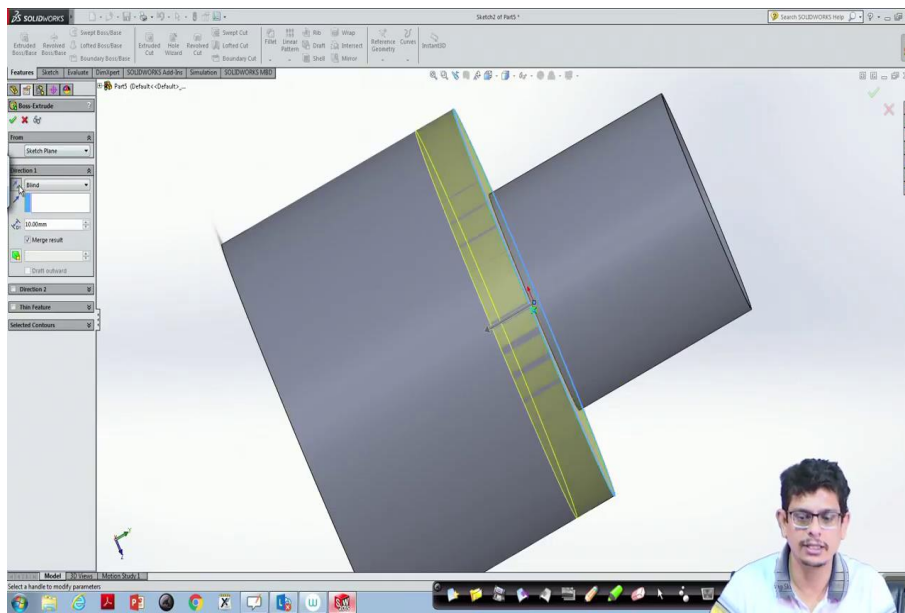 SOLIDWORKS
Sketch2 of Part5 *
Search SOLIDWORKS Help
Extruded Boss/Base
Revolved Boss/Base
Swept Boss/Base
Lofted Boss/Base
Boundary Boss/Base
Extruded Cut
Hole Wizard
Revolved Cut
Swept Cut
Lofted Cut
Boundary Cut
Fillet
Linear Pattern
Rib
Draft
Shell
Wrap
Intersect
Mirror
Reference Geometry
Curves
Instant3D
Features
Sketch
Evaluate
DimXpert
SOLIDWORKS Add-Ins
Simulation
SOLIDWORKS MBD
Part5 (Default<<Default>_...
Boss-Extrude
From
Sketch Plane
Direction 1
Blind
10.00mm
Merge result
Draft outward
Direction 2
Thin Feature
Selected Contours
Model
3D Views
Motion Study 1
Select a handle to modify parameters